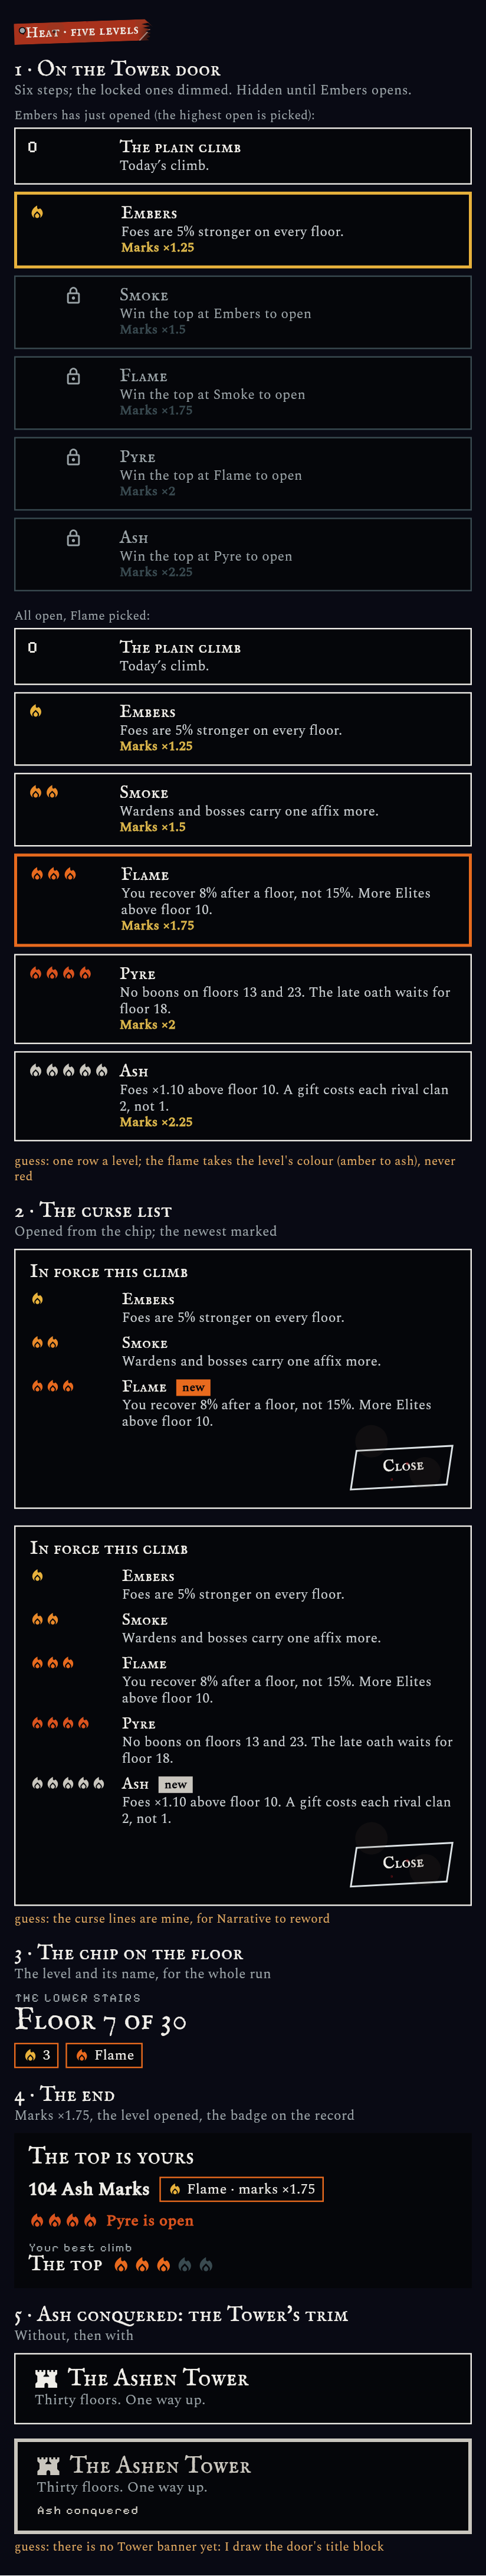 Heat · five levels
1 · On the Tower door
Six steps; the locked ones dimmed. Hidden until Embers opens.
Embers has just opened (the highest open is picked):
0
The plain climb
Today's climb.
Embers
Foes are 5% stronger on every floor.
Marks ×1.25
Smoke
Win the top at Embers to open
Marks ×1.5
Flame
Win the top at Smoke to open
Marks ×1.75
Pyre
Win the top at Flame to open
Marks ×2
Ash
Win the top at Pyre to open
Marks ×2.25
All open, Flame picked:
0
The plain climb
Today's climb.
Embers
Foes are 5% stronger on every floor.
Marks ×1.25
Smoke
Wardens and bosses carry one affix more.
Marks ×1.5
Flame
You recover 8% after a floor, not 15%. More Elites
above floor 10.
Marks ×1.75
Pyre
No boons on floors 13 and 23. The late oath waits for
floor 18.
Marks ×2
Ash
Foes ×1.10 above floor 10. A gift costs each rival clan
2, not 1.
Marks ×2.25
guess: one row a level; the flame takes the level's colour (amber to ash), never
red
2 · The curse list
Opened from the chip; the newest marked
In force this climb
Embers
Foes are 5% stronger on every floor.
Smoke
Wardens and bosses carry one affix more.
Flame new
You recover 8% after a floor, not 15%. More Elites
above floor 10.
Close
In force this climb
Embers
Foes are 5% stronger on every floor.
Smoke
Wardens and bosses carry one affix more.
Flame
You recover 8% after a floor, not 15%. More Elites
above floor 10.
Pyre
No boons on floors 13 and 23. The late oath waits for
floor 18.
Ash new
Foes ×1.10 above floor 10. A gift costs each rival clan
2, not 1.
Close
guess: the curse lines are mine, for Narrative to reword
3 · The chip on the floor
The level and its name, for the whole run
THE LOWER STAIRS
Floor 7 of 30
3 Flame
4 · The end
Marks ×1.75, the level opened, the badge on the record
The top is yours
104 Ash Marks Flame · marks ×1.75
Pyre is open
Your best climb
The top
5 · Ash conquered: the Tower's trim
Without, then with
The Ashen Tower
Thirty floors. One way up.
The Ashen Tower
Thirty floors. One way up.
Ash conquered
guess: there is no Tower banner yet: I draw the door's title block